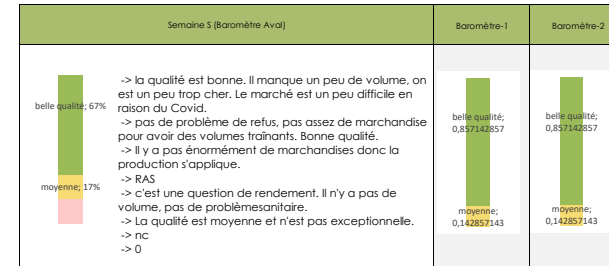 Semaine S (Baromètre Aval)
Baromètre-1
Baromètre-2
belle qualité; 67%
moyenne; 17%
-> la qualité est bonne. Il manque un peu de volume, on
est un peu trop cher. Le marché est un peu difficile en
raison du Covid.
-> pas de problème de refus, pas assez de marchandise
pour avoir des volumes traînants. Bonne qualité.
-> Il y a pas énormément de marchandises donc la
production s'applique.
-> RAS
-> c'est une question de rendement. Il n'y a pas de
volume, pas de problèmesanitaire.
-> La qualité est moyenne et n'est pas exceptionnelle.
-> nc
-> 0
belle qualité;
0,857142857
moyenne;
0,142857143
belle qualité;
0,857142857
moyenne;
0,142857143